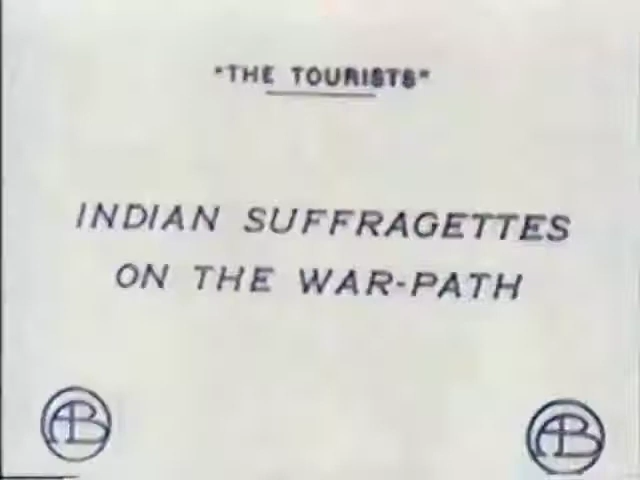 "THE TOURISTS"
INDIAN SUFFRAGETTES
ON THE WAR-PATH
AB
AB